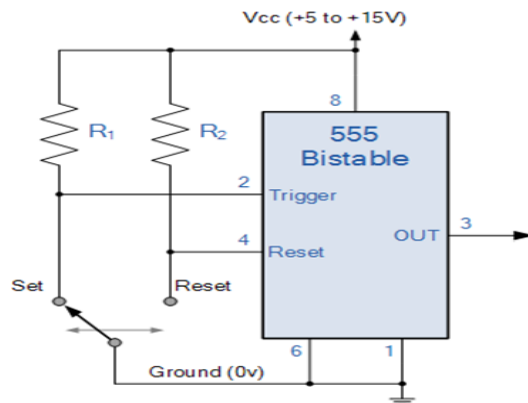 Vcc (+5 to +15V)
8
R₁
R₂
555
Bistable
2
Trigger
3
OUT
4
Reset
Set
Reset
6
1
Ground (0v)